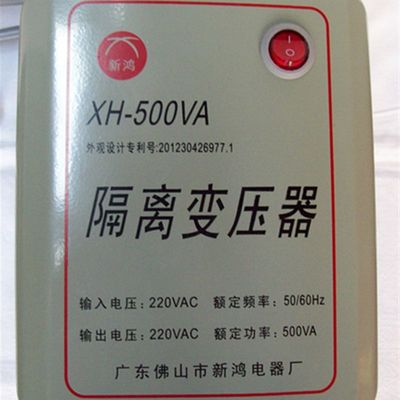 新鸿
XH-500VA
外观设计专利号:201230426977.1
隔离变压器
输入电压: 220VAC 额定频率: 50/60Hz
输出电压: 220VAC 额定功率: 500VA
广东佛山市新鸿电器厂